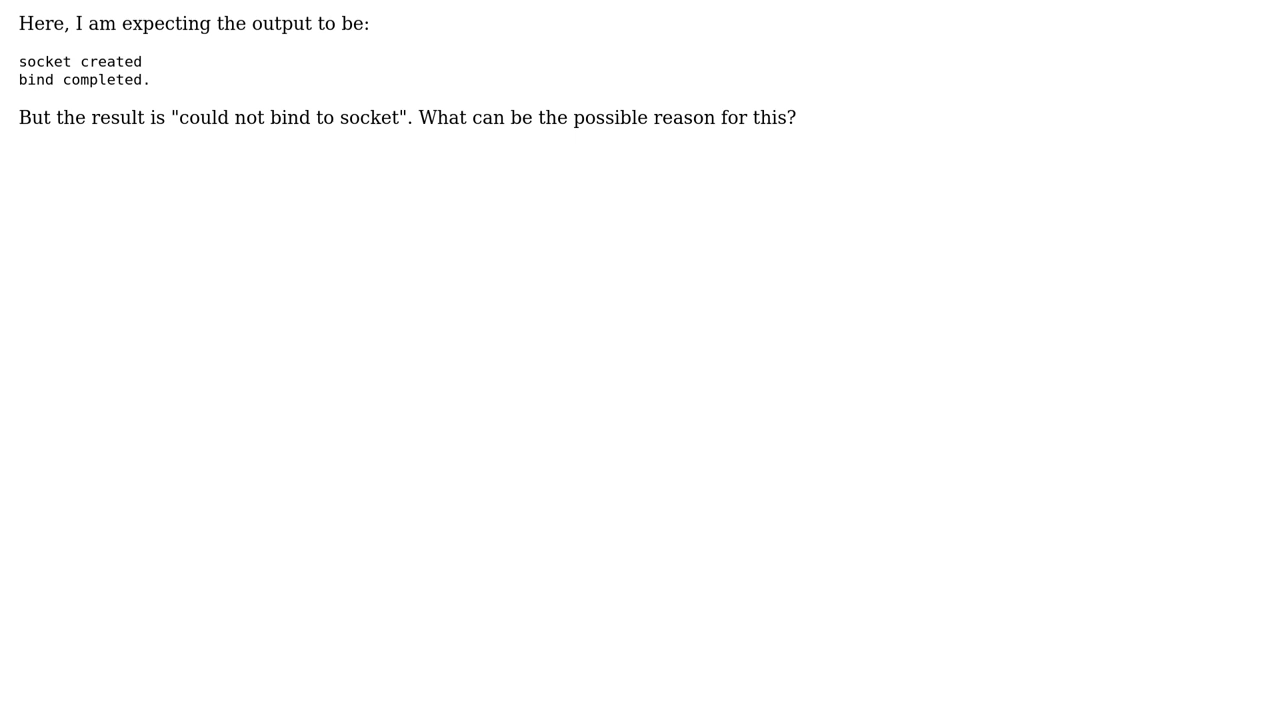 Here, I am expecting the output to be:
socket created
bind completed.
But the result is "could not bind to socket". What can be the possible reason for this?